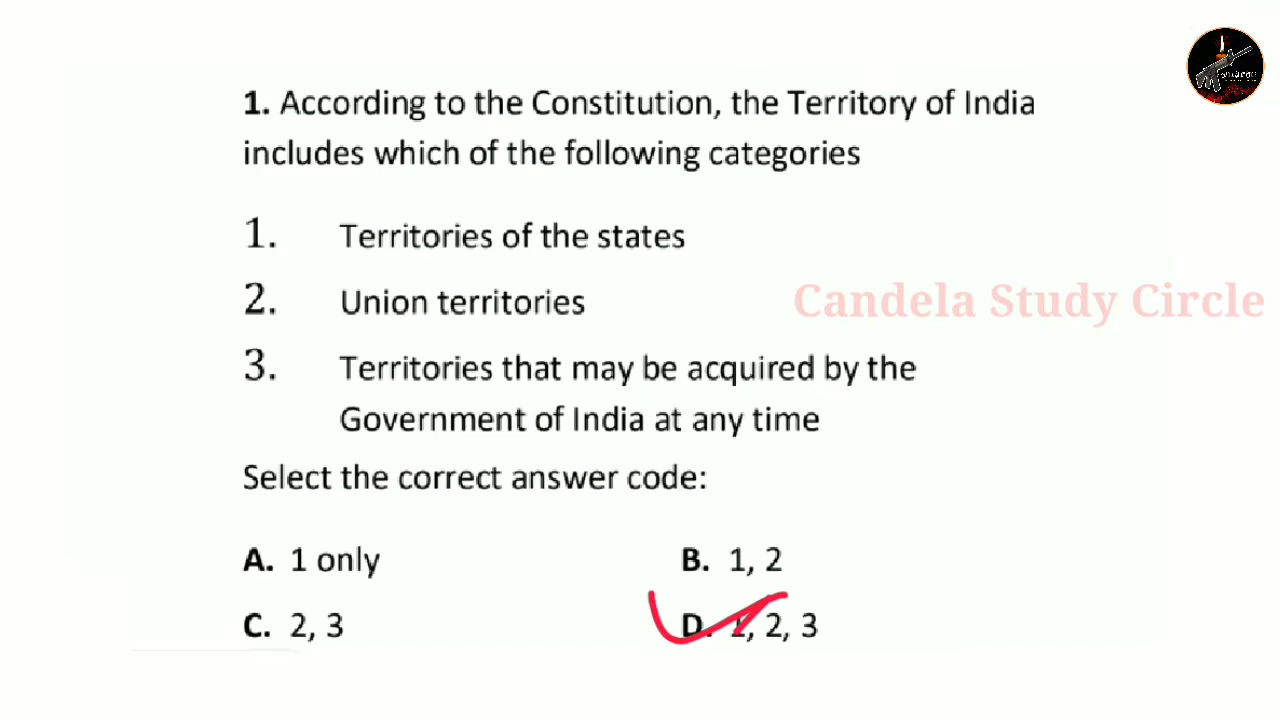 1. According to the Constitution, the Territory of India
includes which of the following categories
1. Territories of the states
2. Union territories
Candela Study Circle
3. Territories that may be acquired by the
Government of India at any time
Select the correct answer code:
A. 1 only
B. 1, 2
C. 2, 3
D. 1, 2, 3